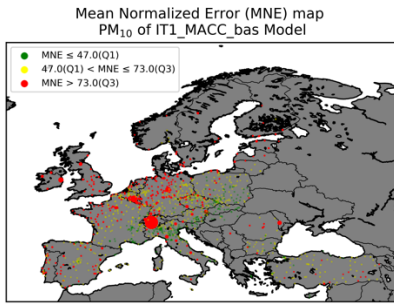 Mean Normalized Error (MNE) map
PM₁₀ of IT1_MACC_bas Model
MNE ≤ 47.0(Q1)
47.0(Q1) < MNE ≤ 73.0(Q3)
MNE > 73.0(Q3)